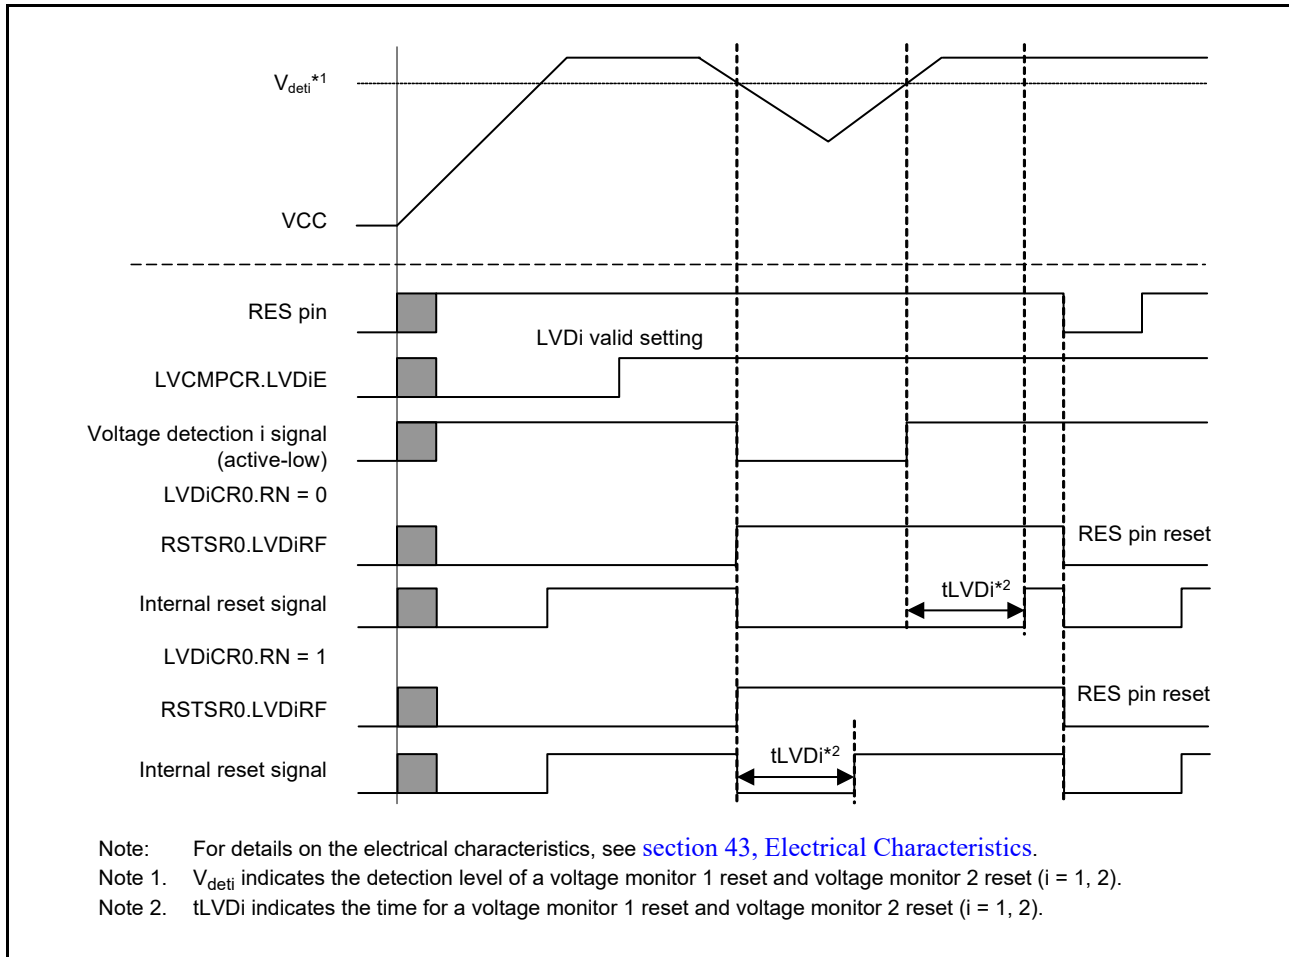 Vdeti*1
VCC
RES pin
LVDi valid setting
LVCMPCR.LVDiE
Voltage detection i signal
(active-low)
LVDiCR0.RN = 0
RSTSR0.LVDiRF
RES pin reset
tLVDi*2
Internal reset signal
LVDiCR0.RN = 1
RSTSR0.LVDiRF
RES pin reset
tLVDi*2
Internal reset signal
Note: For details on the electrical characteristics, see section 43, Electrical Characteristics.
Note 1. Vdeti indicates the detection level of a voltage monitor 1 reset and voltage monitor 2 reset (i = 1, 2).
Note 2. tLVDi indicates the time for a voltage monitor 1 reset and voltage monitor 2 reset (i = 1, 2).